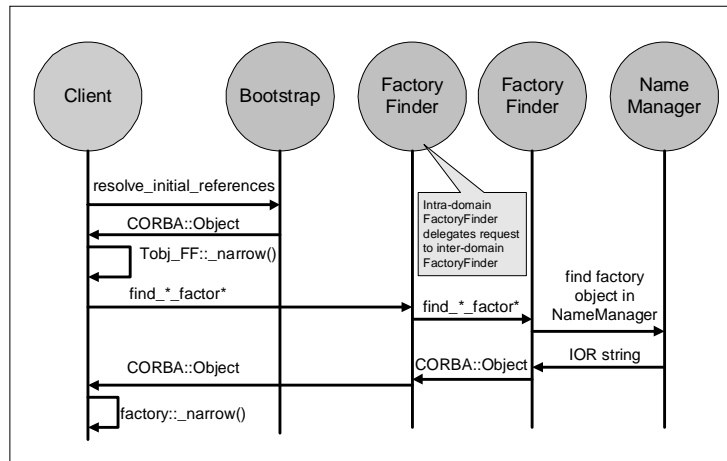 Client
Bootstrap
Factory
Finder
Factory
Finder
Name
Manager
resolve_initial_references
CORBA::Object
Tobj_FF::_narrow()
Intra-domain
FactoryFinder
delegates request
to inter-domain
FactoryFinder
find_*_factor*
find_*_factor*
find factory
object in
NameManager
IOR string
CORBA::Object
CORBA::Object
factory::_narrow()